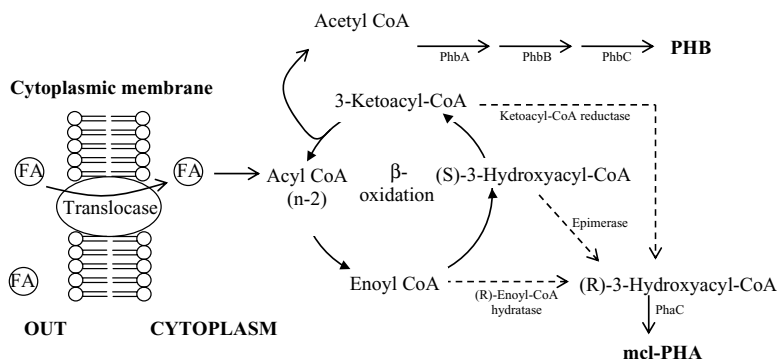 Acetyl CoA
PhbA
PhbB
PhbC
PHB
Cytoplasmic membrane
3-Ketoacyl-CoA
Ketoacyl-CoA reductase
FA
FA
Translocase
Acyl CoA
(n-2)
β-
oxidation
(S)-3-Hydroxyacyl-CoA
Epimerase
FA
Enoyl CoA
(R)-Enoyl-CoA
hydratase
(R)-3-Hydroxyacyl-CoA
PhaC
OUT
CYTOPLASM
mcl-PHA